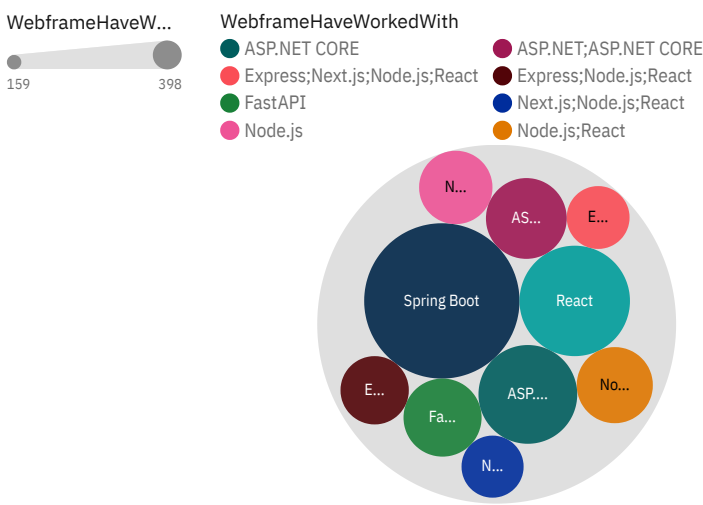 WebframeHaveW...
159
398
WebframeHaveWorkedWith
ASP.NET CORE
ASP.NET;ASP.NET CORE
Express;Next.js;Node.js;React
Express;Node.js;React
FastAPI
Next.js;Node.js;React
Node.js
Node.js;React
N...
AS...
E...
Spring Boot
React
E...
Fa...
ASP....
No...
N...